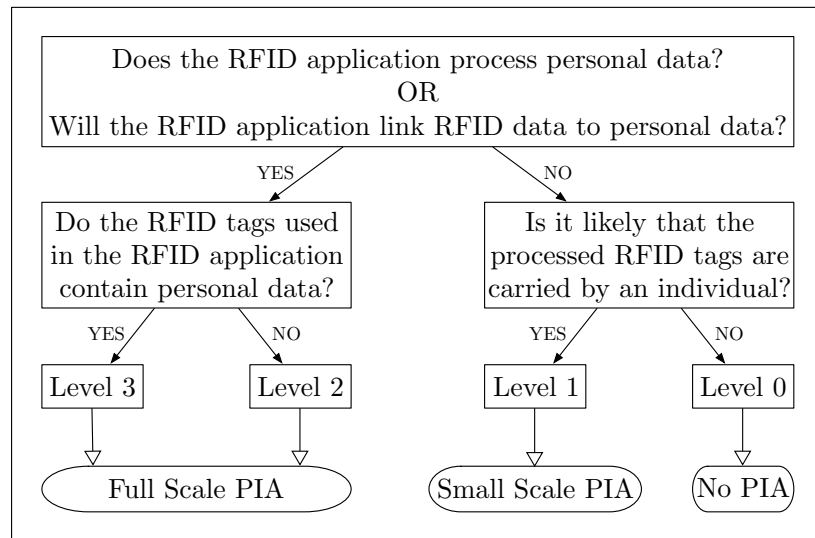 Does the RFID application process personal data?
OR
Will the RFID application link RFID data to personal data?
YES
NO
Do the RFID tags used
in the RFID application
contain personal data?
Is it likely that the
processed RFID tags are
carried by an individual?
YES
NO
YES
NO
Level 3
Level 2
Level 1
Level 0
Full Scale PIA
Small Scale PIA
No PIA